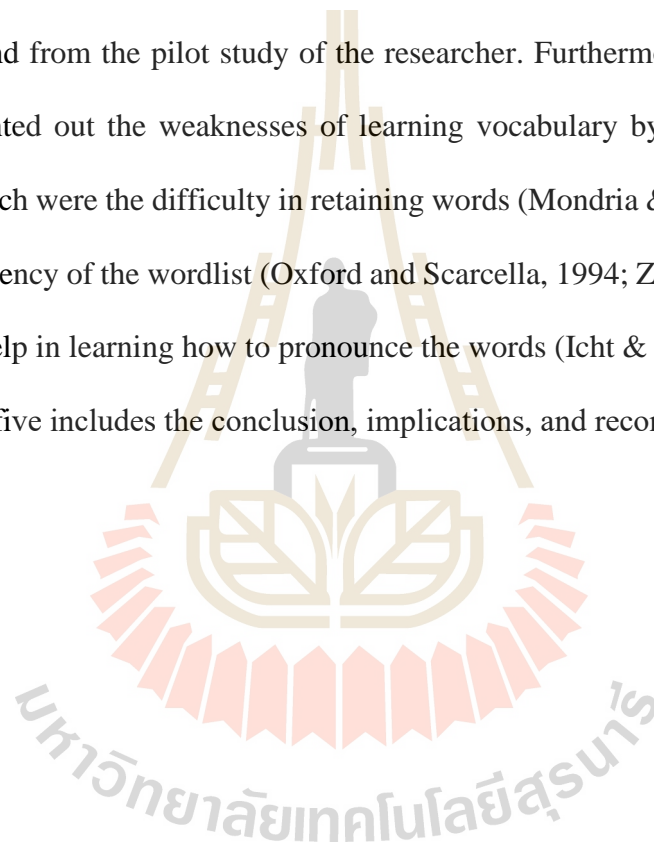 nd from the pilot study of the researcher. Furtherm
ted out the weaknesses of learning vocabulary by
ch were the difficulty in retaining words (Mondria &
ency of the wordlist (Oxford and Scarcella, 1994; Z
elp in learning how to pronounce the words (Icht &
five includes the conclusion, implications, and recor
มหาวิทยาลัยเทคโนโลยีสุรนารี